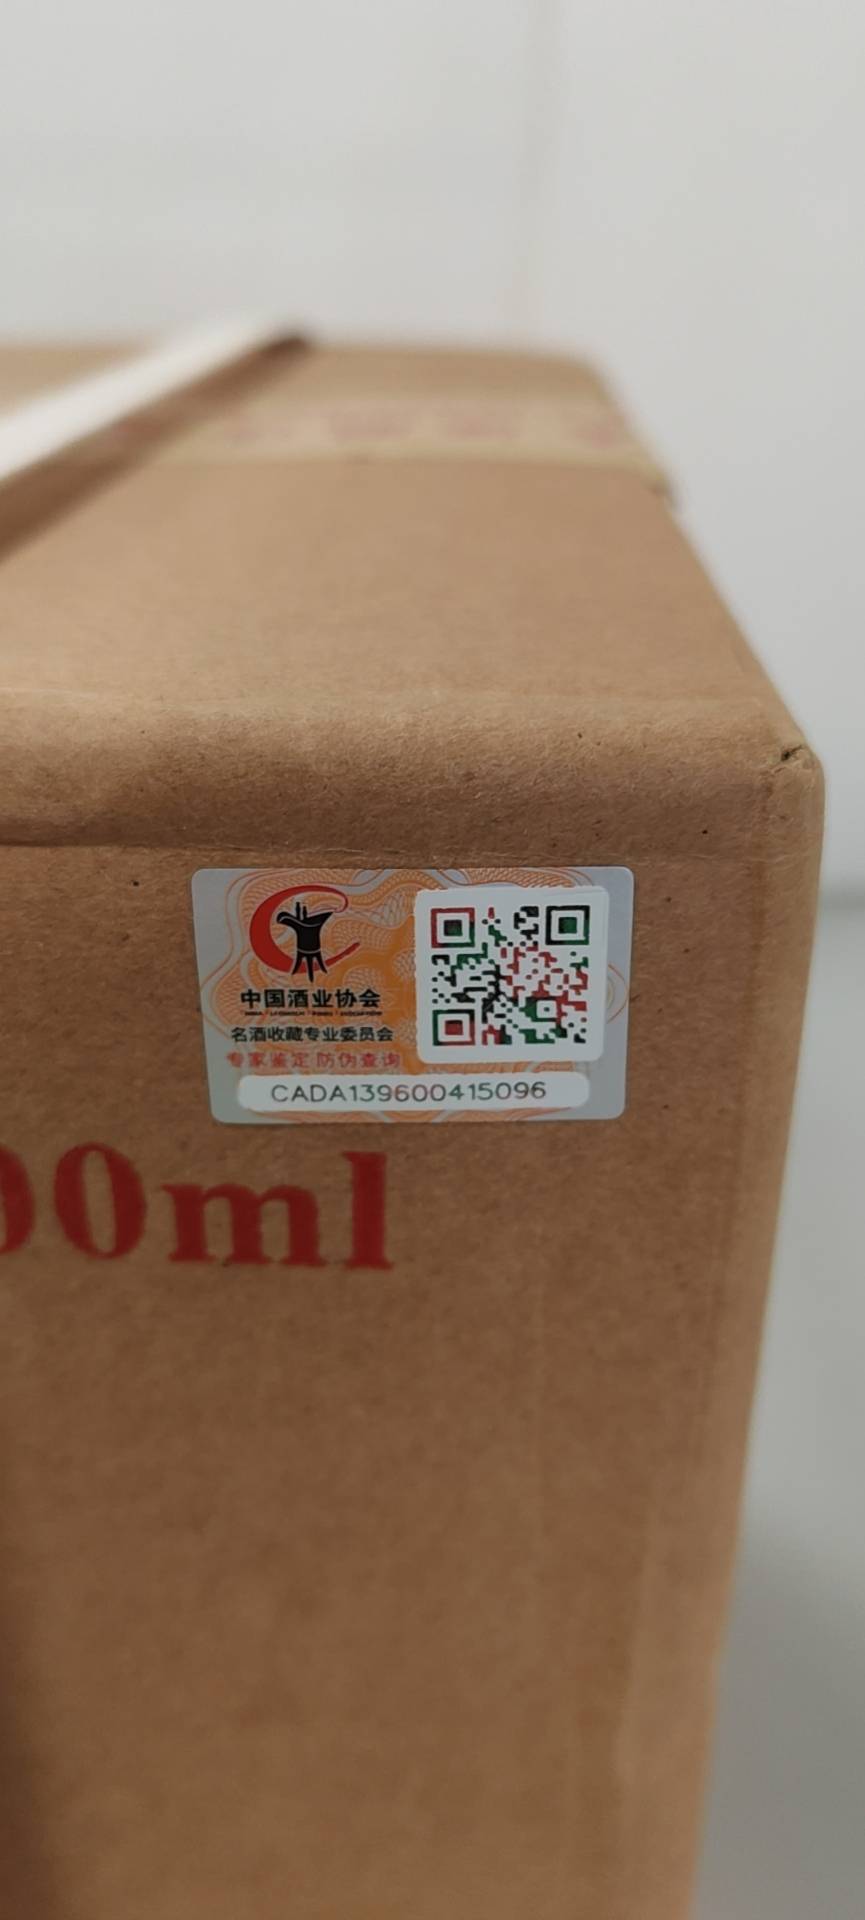 中国酒业协会
名酒收藏专业委员会
专家鉴定 防伪查询
CADA139600415096
00ml